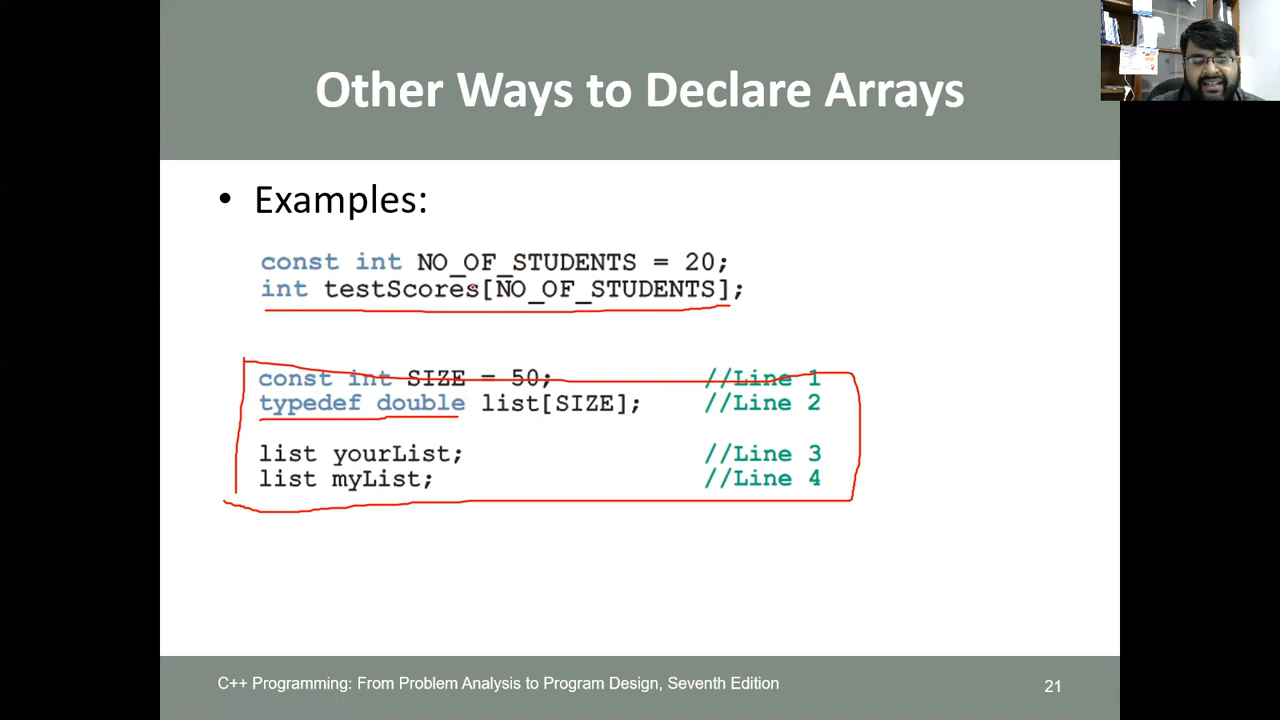 Other Ways to Declare Arrays
• Examples:
const int NO_OF_STUDENTS = 20;
int testScores[NO_OF_STUDENTS];
const int SIZE = 50; //Line 1
typedef double list[SIZE]; //Line 2
list yourList; //Line 3
list myList; //Line 4
C++ Programming: From Problem Analysis to Program Design, Seventh Edition 21